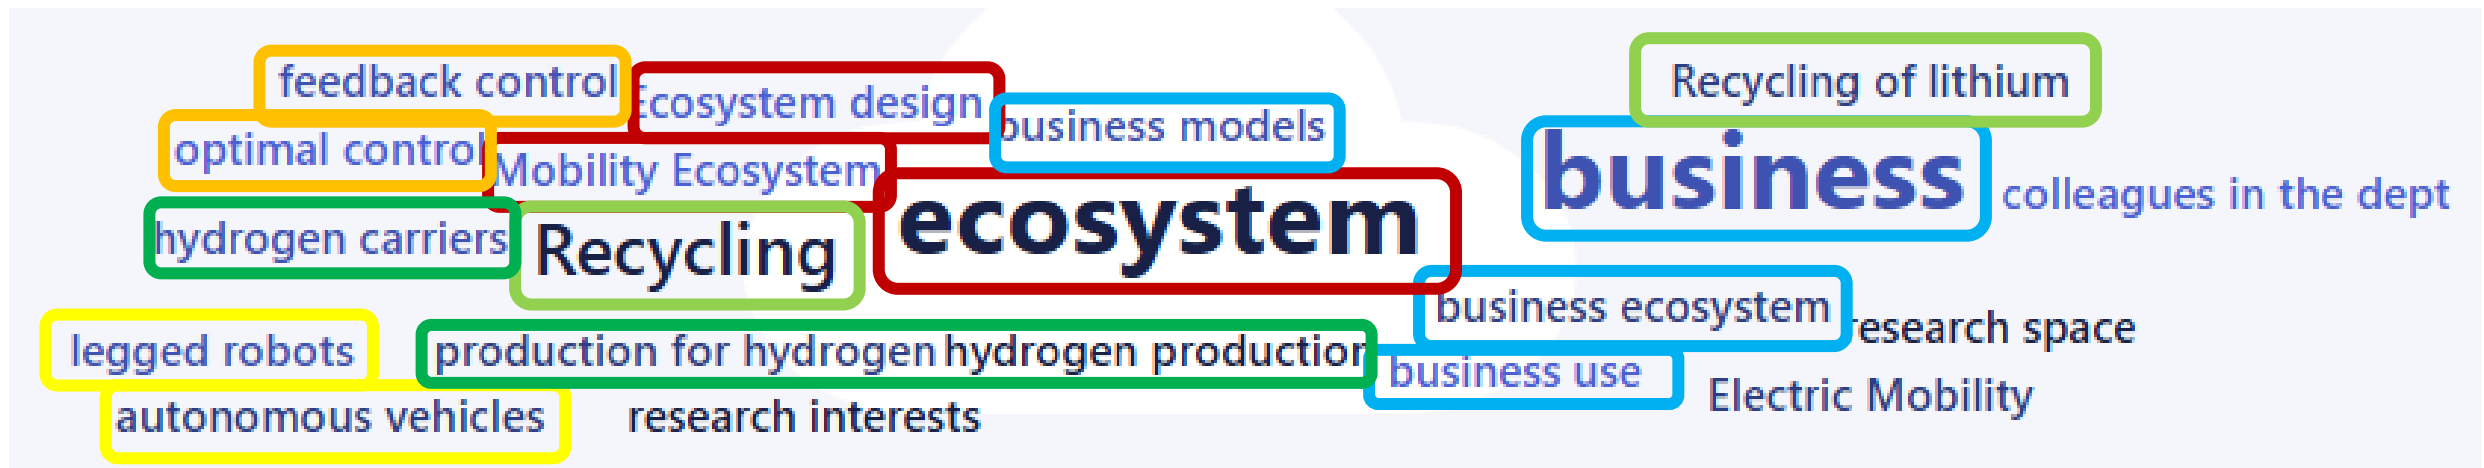 feedback control
Ecosystem design
business models
Recycling of lithium
optimal control
Mobility Ecosystem
business
colleagues in the dept
hydrogen carriers
Recycling
ecosystem
business ecosystem
research space
legged robots
production for hydrogen
hydrogen production
business use
Electric Mobility
autonomous vehicles
research interests